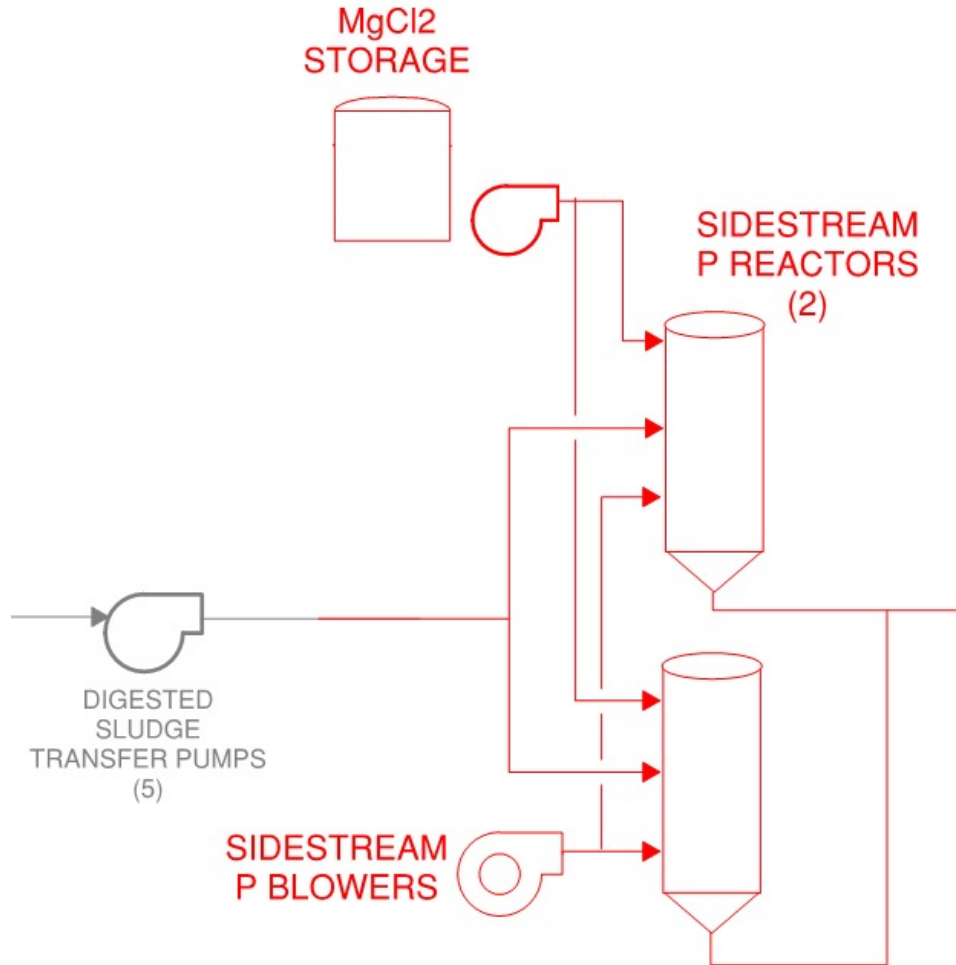 MgCl2
STORAGE
SIDESTREAM
P REACTORS
(2)
DIGESTED
SLUDGE
TRANSFER PUMPS
(5)
SIDESTREAM
P BLOWERS